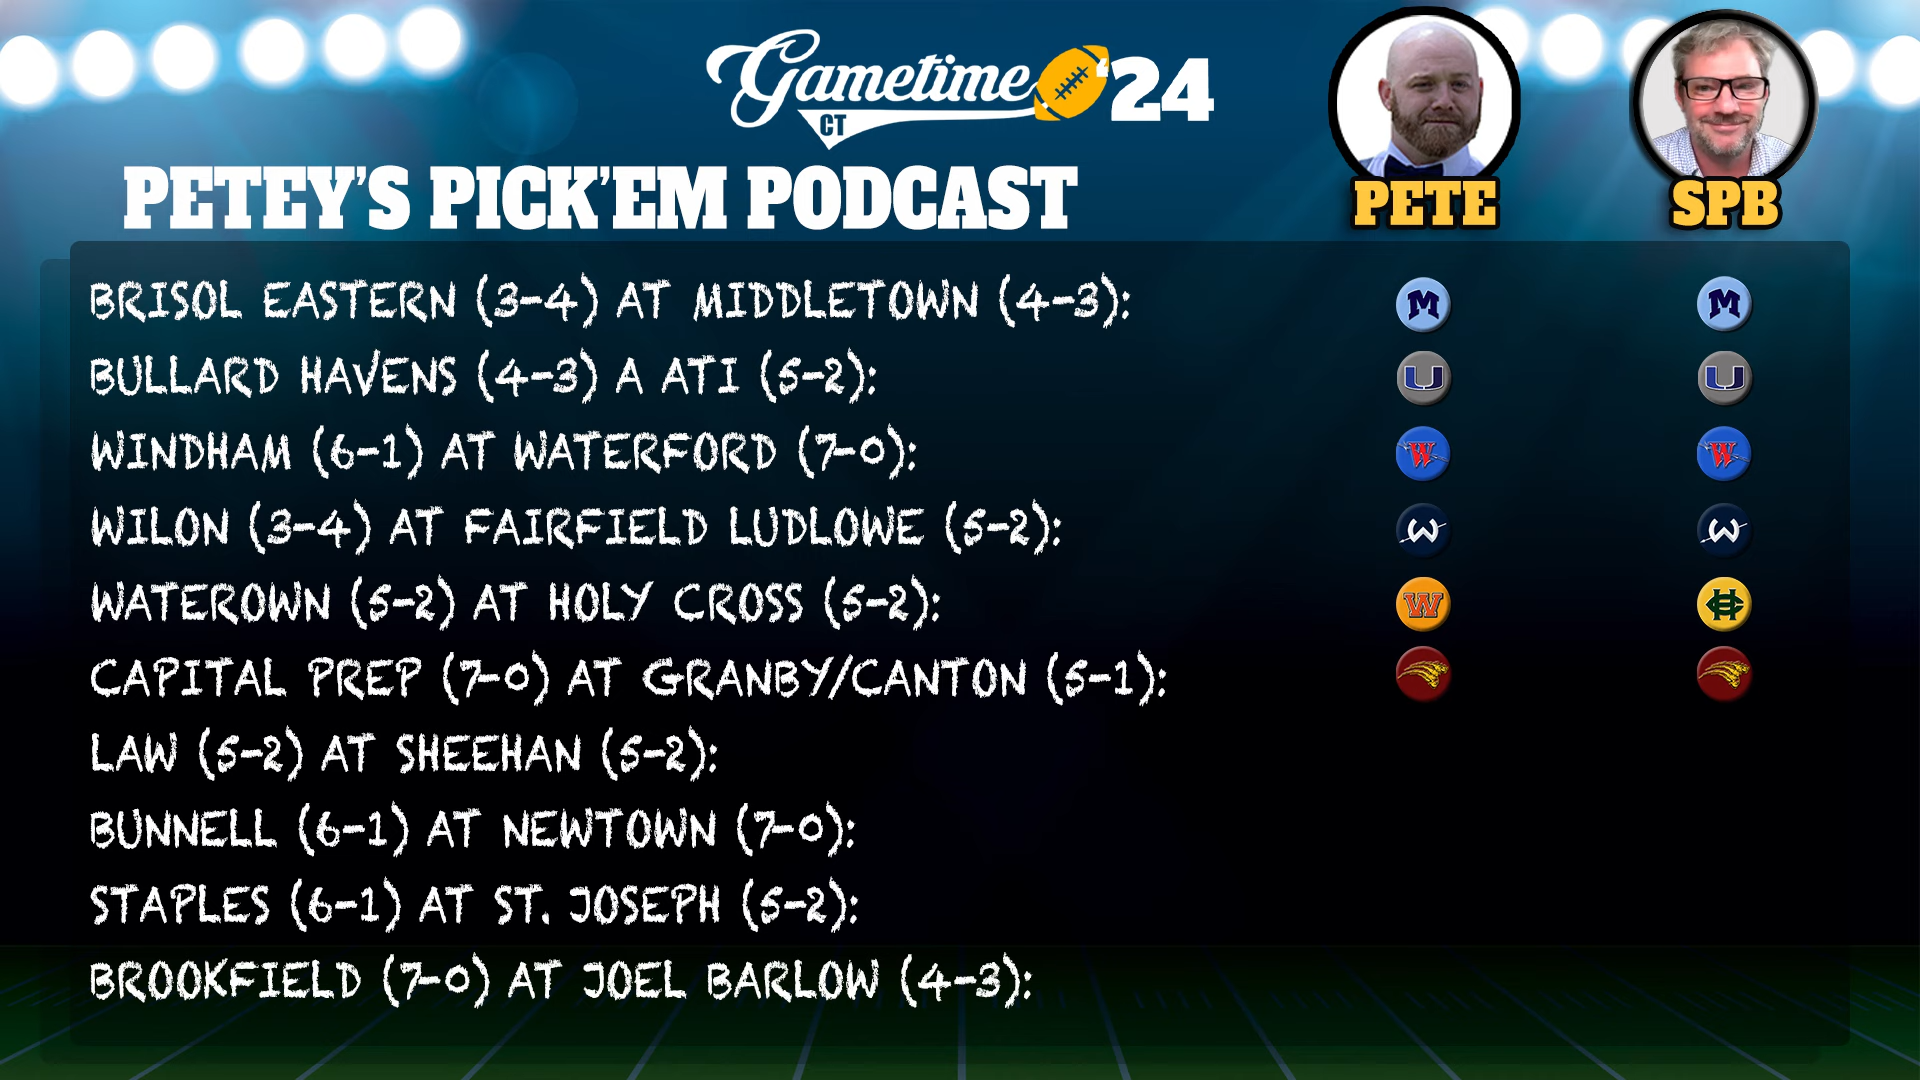 Gametime '24
CT
PETEY'S PICK'EM PODCAST
PETE
SPB
BRISOL EASTERN (3-4) AT MIDDLETOWN (4-3): M M
BULLARD HAVENS (4-3) A ATI (5-2): U U
WINDHAM (6-1) AT WATERFORD (7-0): W W
WILON (3-4) AT FAIRFIELD LUDLOWE (5-2): W W
WATEROWN (5-2) AT HOLY CROSS (5-2): W HC
CAPITAL PREP (7-0) AT GRANBY/CANTON (5-1):
LAW (5-2) AT SHEEHAN (5-2):
BUNNELL (6-1) AT NEWTOWN (7-0):
STAPLES (6-1) AT ST. JOSEPH (5-2):
BROOKFIELD (7-0) AT JOEL BARLOW (4-3):